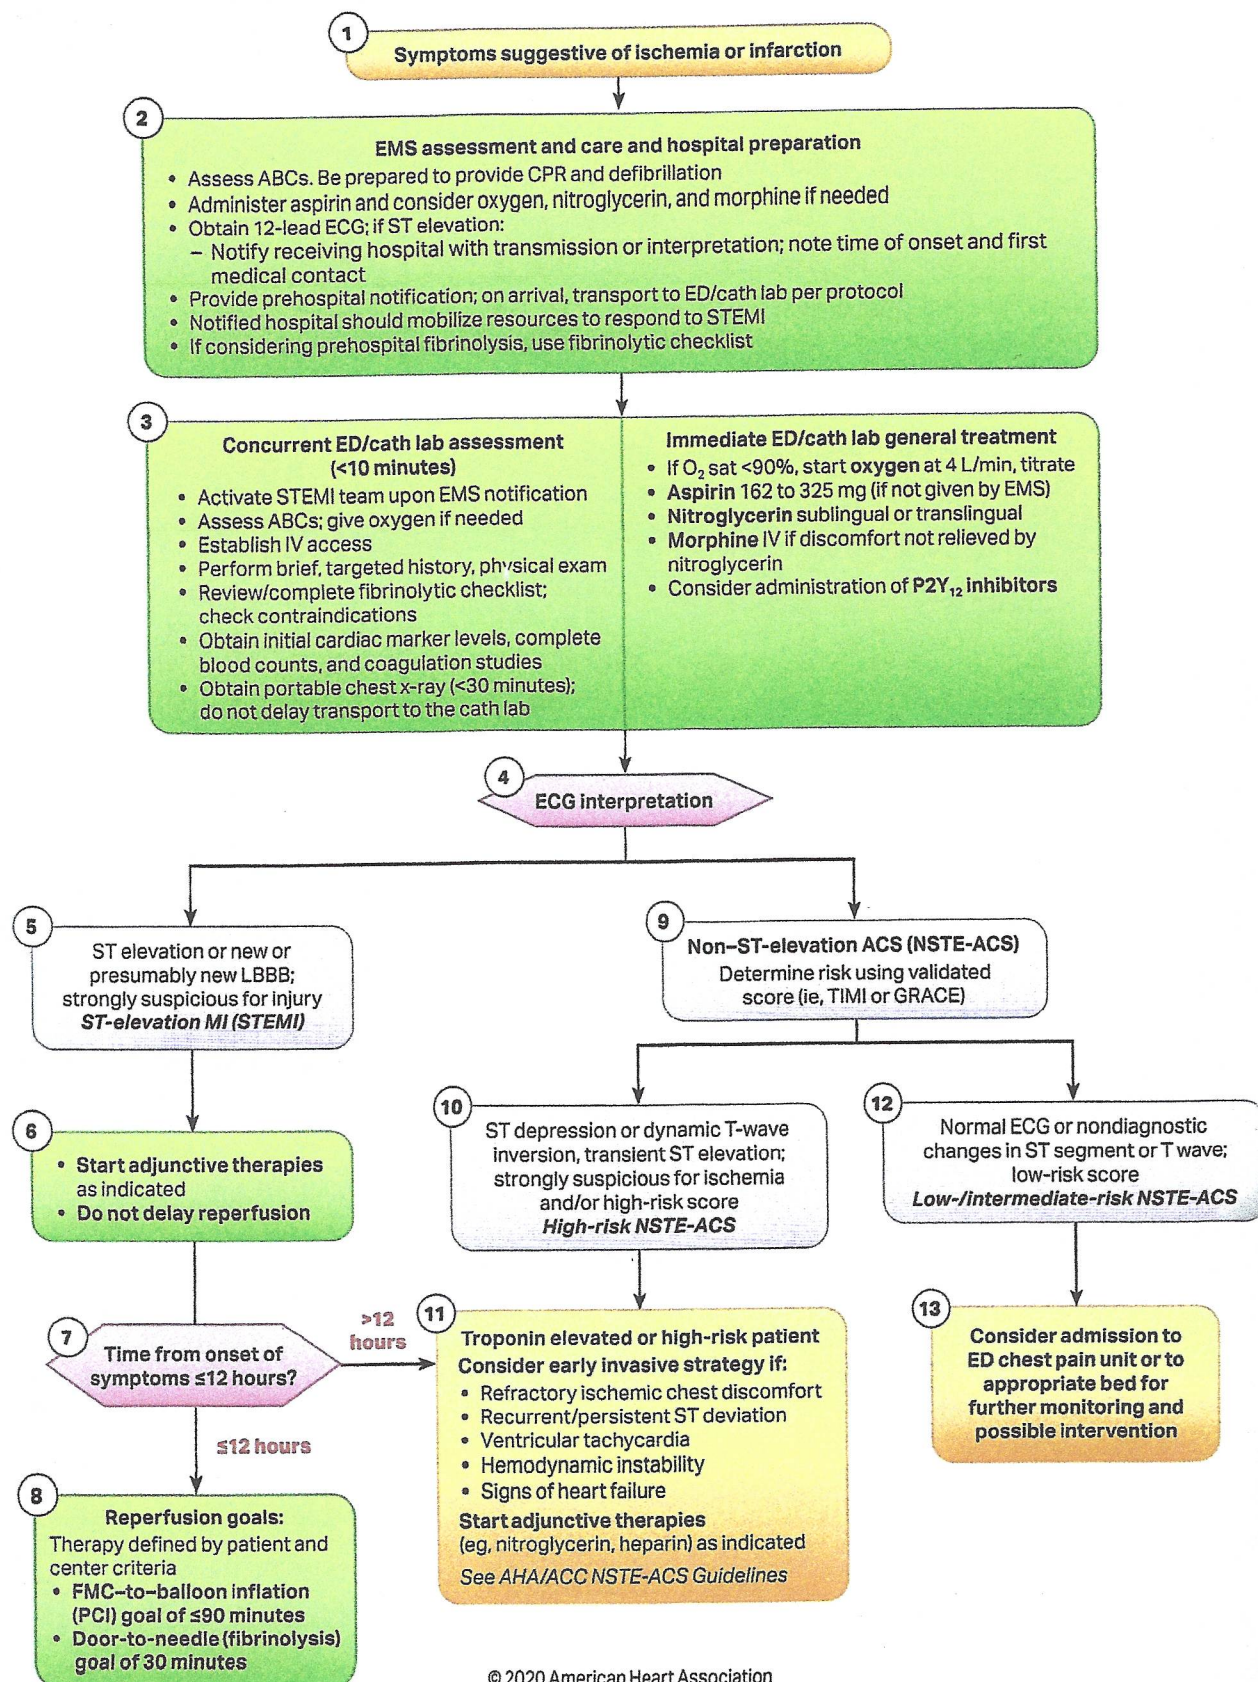 1
Symptoms suggestive of ischemia or infarction
2
EMS assessment and care and hospital preparation
• Assess ABCs. Be prepared to provide CPR and defibrillation
• Administer aspirin and consider oxygen, nitroglycerin, and morphine if needed
• Obtain 12-lead ECG; if ST elevation:
– Notify receiving hospital with transmission or interpretation; note time of onset and first
medical contact
• Provide prehospital notification; on arrival, transport to ED/cath lab per protocol
• Notified hospital should mobilize resources to respond to STEMI
• If considering prehospital fibrinolysis, use fibrinolytic checklist
3
Concurrent ED/cath lab assessment
(<10 minutes)
• Activate STEMI team upon EMS notification
• Assess ABCs; give oxygen if needed
• Establish IV access
• Perform brief, targeted history, physical exam
• Review/complete fibrinolytic checklist;
check contraindications
• Obtain initial cardiac marker levels, complete
blood counts, and coagulation studies
• Obtain portable chest x-ray (<30 minutes);
do not delay transport to the cath lab
Immediate ED/cath lab general treatment
• If O₂ sat <90%, start oxygen at 4 L/min, titrate
• Aspirin 162 to 325 mg (if not given by EMS)
• Nitroglycerin sublingual or translingual
• Morphine IV if discomfort not relieved by
nitroglycerin
• Consider administration of P2Y₁₂ inhibitors
4
ECG interpretation
5
ST elevation or new or
presumably new LBBB;
strongly suspicious for injury
ST-elevation MI (STEMI)
6
• Start adjunctive therapies
as indicated
• Do not delay reperfusion
7
Time from onset of
symptoms ≤12 hours?
>12
hours
≤12 hours
8
Reperfusion goals:
Therapy defined by patient and
center criteria
• FMC-to-balloon inflation
(PCI) goal of ≤90 minutes
• Door-to-needle (fibrinolysis)
goal of 30 minutes
9
Non–ST-elevation ACS (NSTE-ACS)
Determine risk using validated
score (ie, TIMI or GRACE)
10
ST depression or dynamic T-wave
inversion, transient ST elevation;
strongly suspicious for ischemia
and/or high-risk score
High-risk NSTE-ACS
11
Troponin elevated or high-risk patient
Consider early invasive strategy if:
• Refractory ischemic chest discomfort
• Recurrent/persistent ST deviation
• Ventricular tachycardia
• Hemodynamic instability
• Signs of heart failure
Start adjunctive therapies
(eg, nitroglycerin, heparin) as indicated
See AHA/ACC NSTE-ACS Guidelines
12
Normal ECG or nondiagnostic
changes in ST segment or T wave;
low-risk score
Low-/intermediate-risk NSTE-ACS
13
Consider admission to
ED chest pain unit or to
appropriate bed for
further monitoring and
possible intervention
© 2020 American Heart Association